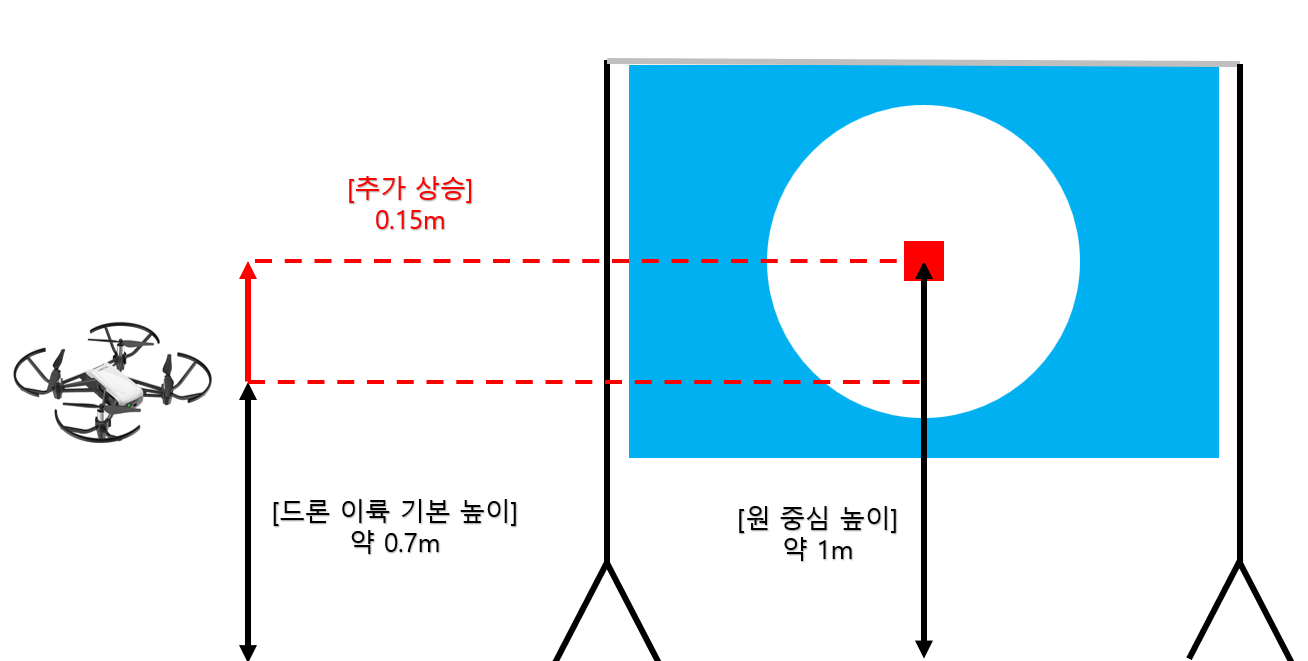 [추가 상승]
0.15m
[드론 이륙 기본 높이]
약 0.7m
[원 중심 높이]
약 1m